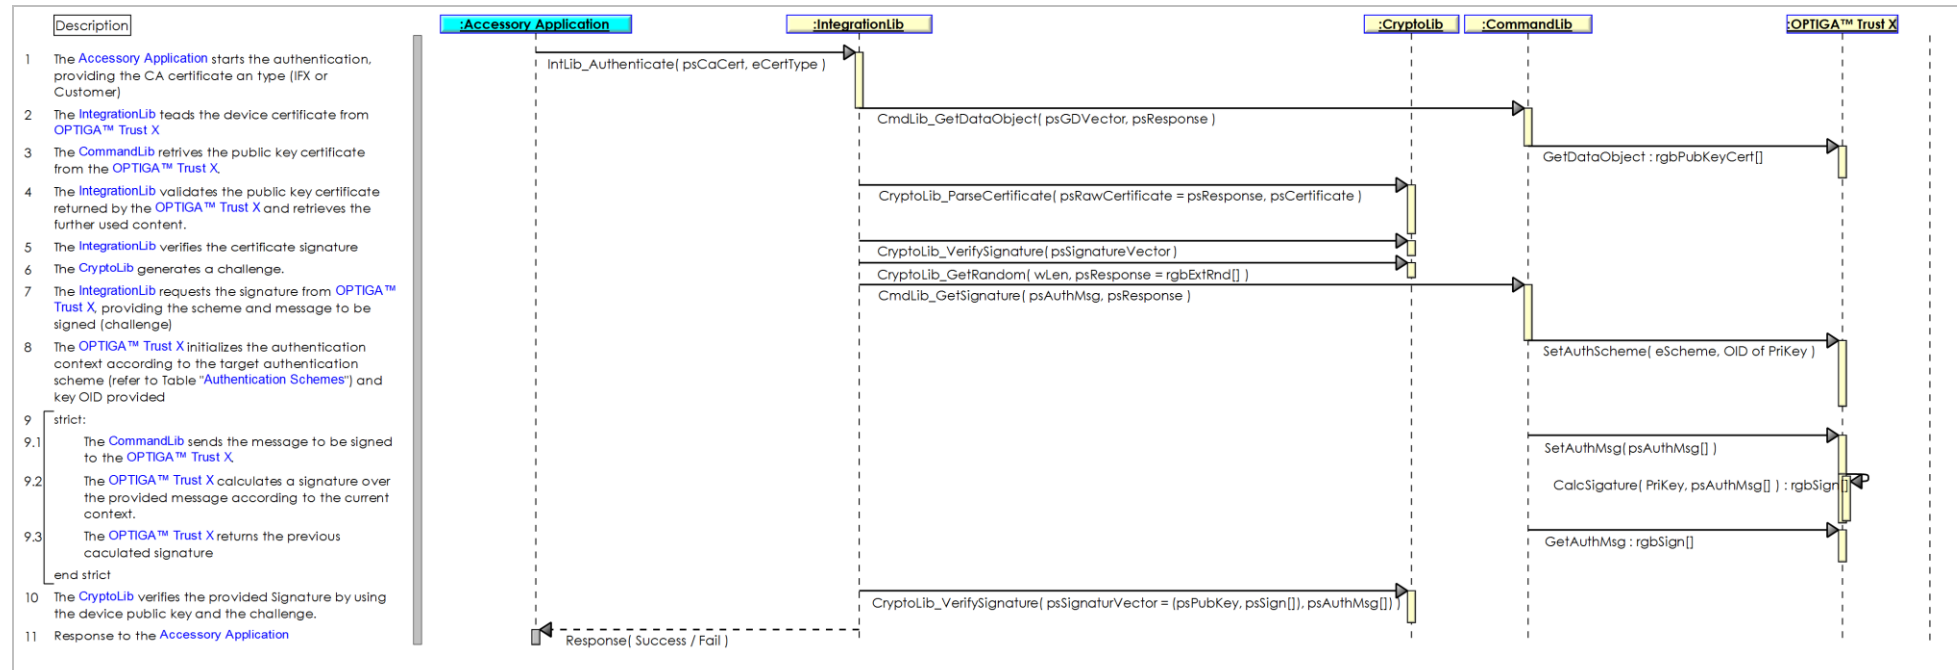 Description
:Accessory Application
:IntegrationLib
:CryptoLib
:CommandLib
:OPTIGA™ Trust X
1 The Accessory Application starts the authentication,
providing the CA certificate an type (IFX or
Customer)
IntLib_Authenticate( psCaCert, eCertType )
2 The IntegrationLib teads the device certificate from
OPTIGA™ Trust X
CmdLib_GetDataObject( psGDVector, psResponse )
3 The CommandLib retrives the public key certificate
from the OPTIGA™ Trust X,
GetDataObject : rgbPubKeyCert[]
4 The IntegrationLib validates the public key certificate
returned by the OPTIGA™ Trust X and retrieves the
further used content.
CryptoLib_ParseCertificate( psRawCertificate = psResponse, psCertificate )
5 The IntegrationLib verifies the certificate signature
CryptoLib_VerifySignature( psSignatureVector )
6 The CryptoLib generates a challenge.
CryptoLib_GetRandom( wLen, psResponse = rgbExtRnd[] )
7 The IntegrationLib requests the signature from OPTIGA™
Trust X, providing the scheme and message to be
signed (challenge)
CmdLib_GetSignature( psAuthMsg, psResponse )
8 The OPTIGA™ Trust X initializes the authentication
context according to the target authentication
scheme (refer to Table "Authentication Schemes") and
key OID provided
SetAuthScheme( eScheme, OID of PriKey )
9 strict:
9.1 The CommandLib sends the message to be signed
to the OPTIGA™ Trust X,
SetAuthMsg( psAuthMsg[] )
9.2 The OPTIGA™ Trust X calculates a signature over
the provided message according to the current
context.
CalcSigature( PriKey, psAuthMsg[] ) : rgbSign[]
9.3 The OPTIGA™ Trust X returns the previous
caculated signature
GetAuthMsg : rgbSign[]
end strict
10 The CryptoLib verifies the provided Signature by using
the device public key and the challenge.
CryptoLib_VerifySignature( psSignaturVector = (psPubKey, psSign[]), psAuthMsg[]) )
11 Response to the Accessory Application
Response( Success / Fail )